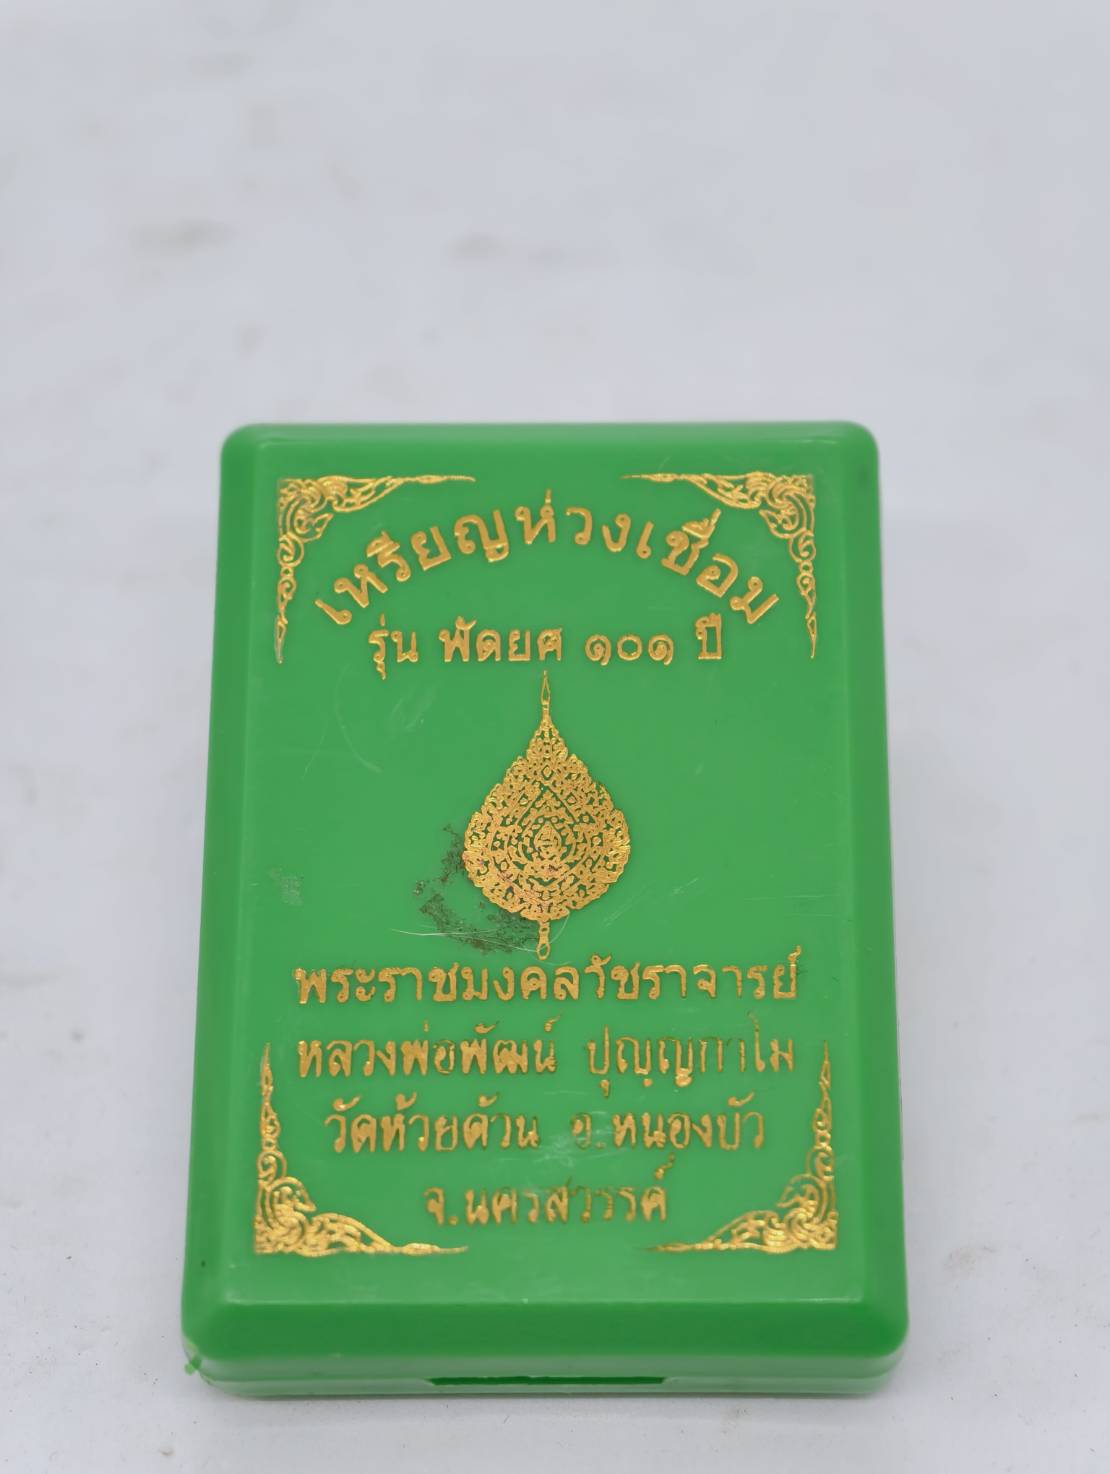 เหรียญห่วงเชื่อม
รุ่น พัดยศ ๑๐๑ ปี
พระราชมงคลวัชราจารย์
หลวงพ่อพัฒน์ ปุญฺญกาโม
วัดห้วยด้วน อ.หนองบัว
จ.นครสวรรค์